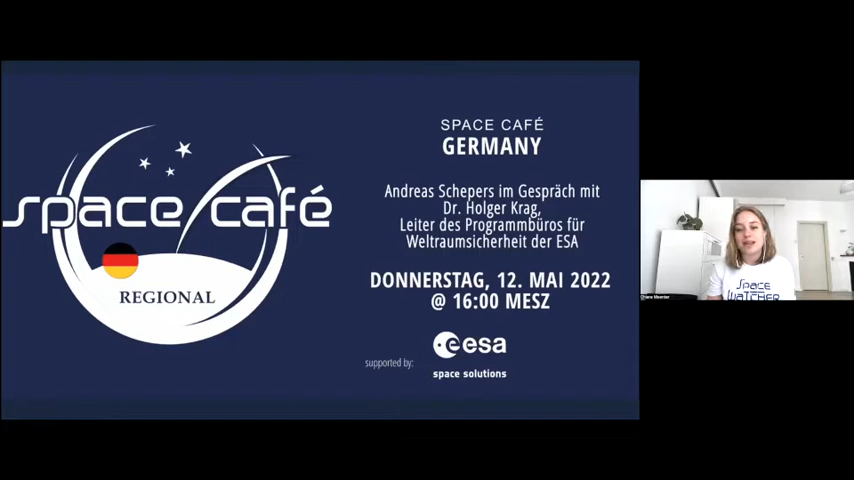 space café
REGIONAL
SPACE CAFÉ
GERMANY
Andreas Schepers im Gespräch mit
Dr. Holger Krag,
Leiter des Programmbüros für
Weltraumsicherheit der ESA
DONNERSTAG, 12. MAI 2022
@ 16:00 MESZ
supported by:
esa
space solutions
SPACE
WATCHER